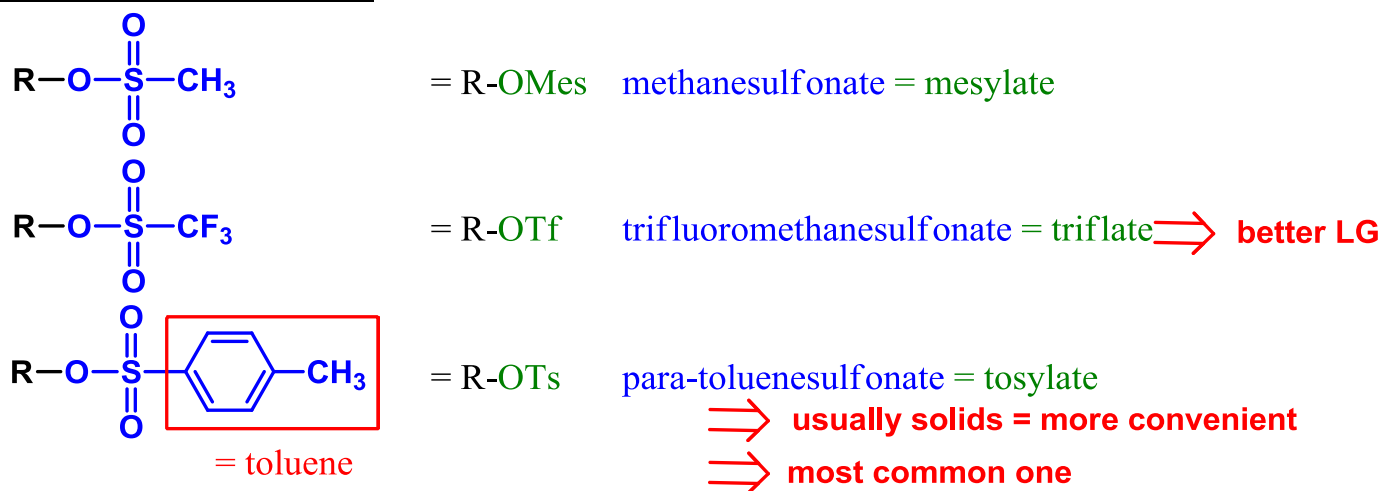 O
R-O-S-CH3 = R-OMes methanesulfonate = mesylate
O
O
R-O-S-CF3 = R-OTf trifluoromethanesulfonate = triflate better LG
O
O
R-O-S CH3 = R-OTs para-toluenesulfonate = tosylate
O usually solids = more convenient
= toluene most common one